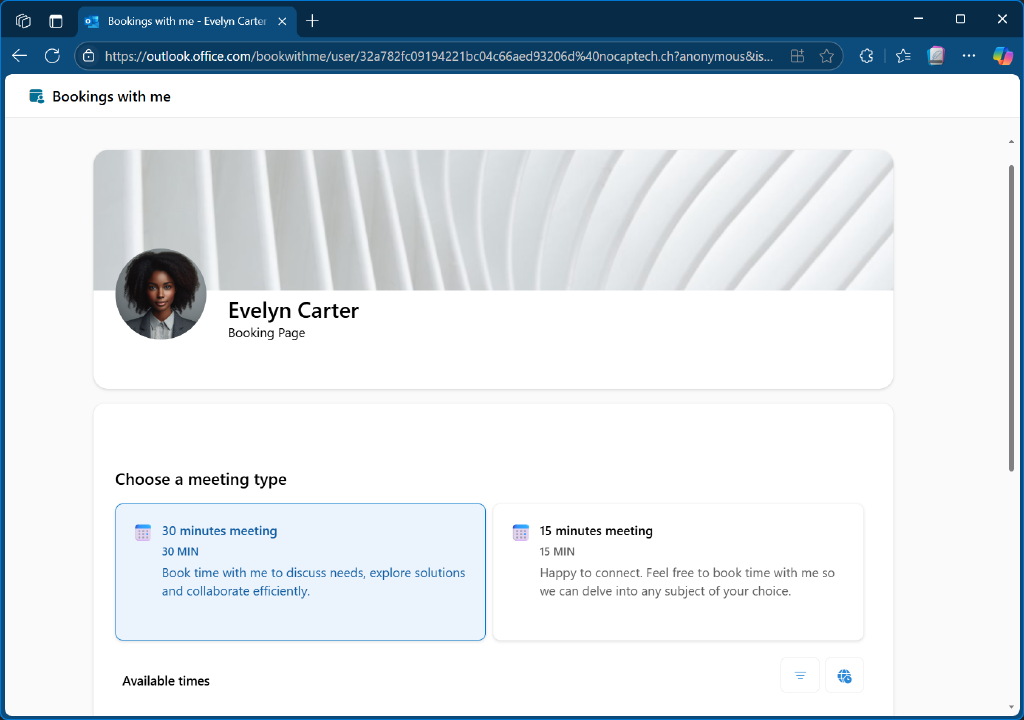 Bookings with me - Evelyn Carter
https://outlook.office.com/bookwithme/user/32a782fc09194221bc04c66aed93206d%40nocaptech.ch?anonymous&is...
Bookings with me
Evelyn Carter
Booking Page
Choose a meeting type
30 minutes meeting
30 MIN
Book time with me to discuss needs, explore solutions
and collaborate efficiently.
15 minutes meeting
15 MIN
Happy to connect. Feel free to book time with me so
we can delve into any subject of your choice.
Available times